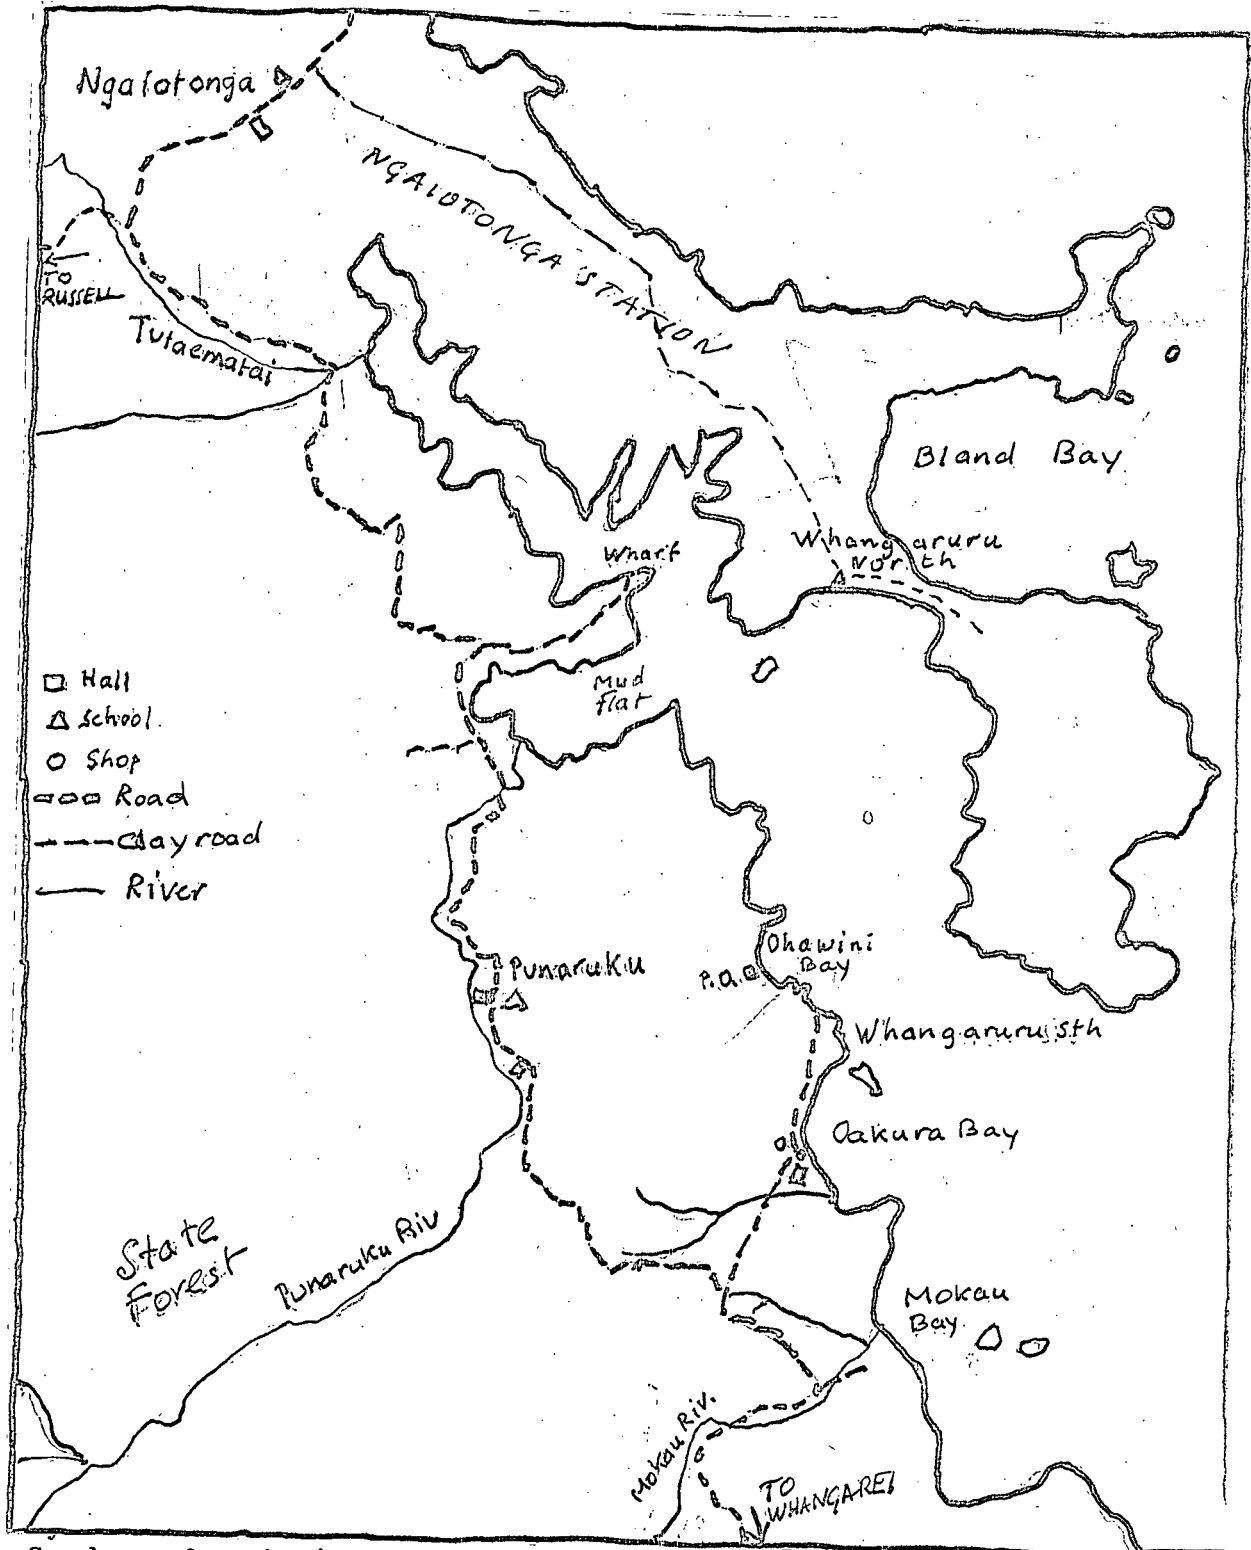 Ngaiotonga
NGAIOTONGA STATION
TO
RUSSELL
Tutaematai
Bland Bay
Whangaruru
North
Wharf
Mud
flat
Hall
School.
Shop
Road
Clay road
River
Punaruku
Ohawini
Bay
P.O.
Whangaruru Sth
Oakura Bay
State
Forest
Punaruku Riv
Mokau
Bay.
Mokau Riv.
TO
WHANGAREI